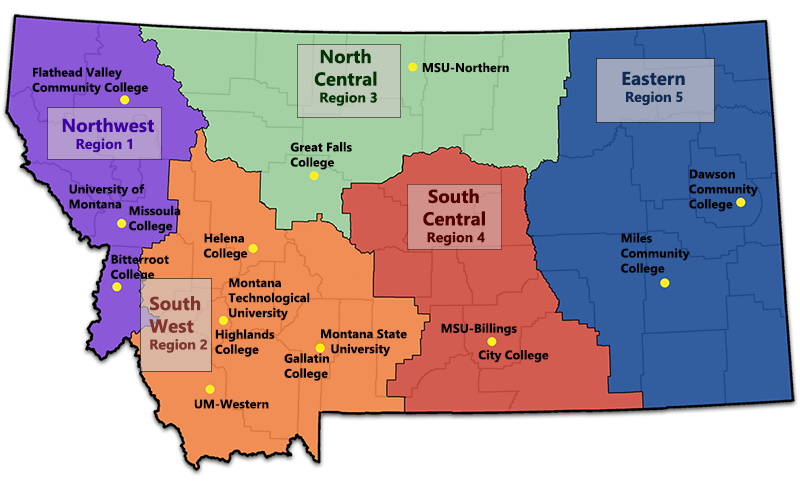 Flathead Valley
Community College
Northwest
Region 1
University of
Montana
Missoula
College
Bitterroot
College
North
Central
Region 3
MSU-Northern
Great Falls
College
Eastern
Region 5
Dawson
Community
College
Miles
Community
College
South
Central
Region 4
MSU-Billings
City College
Helena
College
Montana
Technological
University
South
West
Region 2
Highlands
College
Montana State
University
Gallatin
College
UM-Western